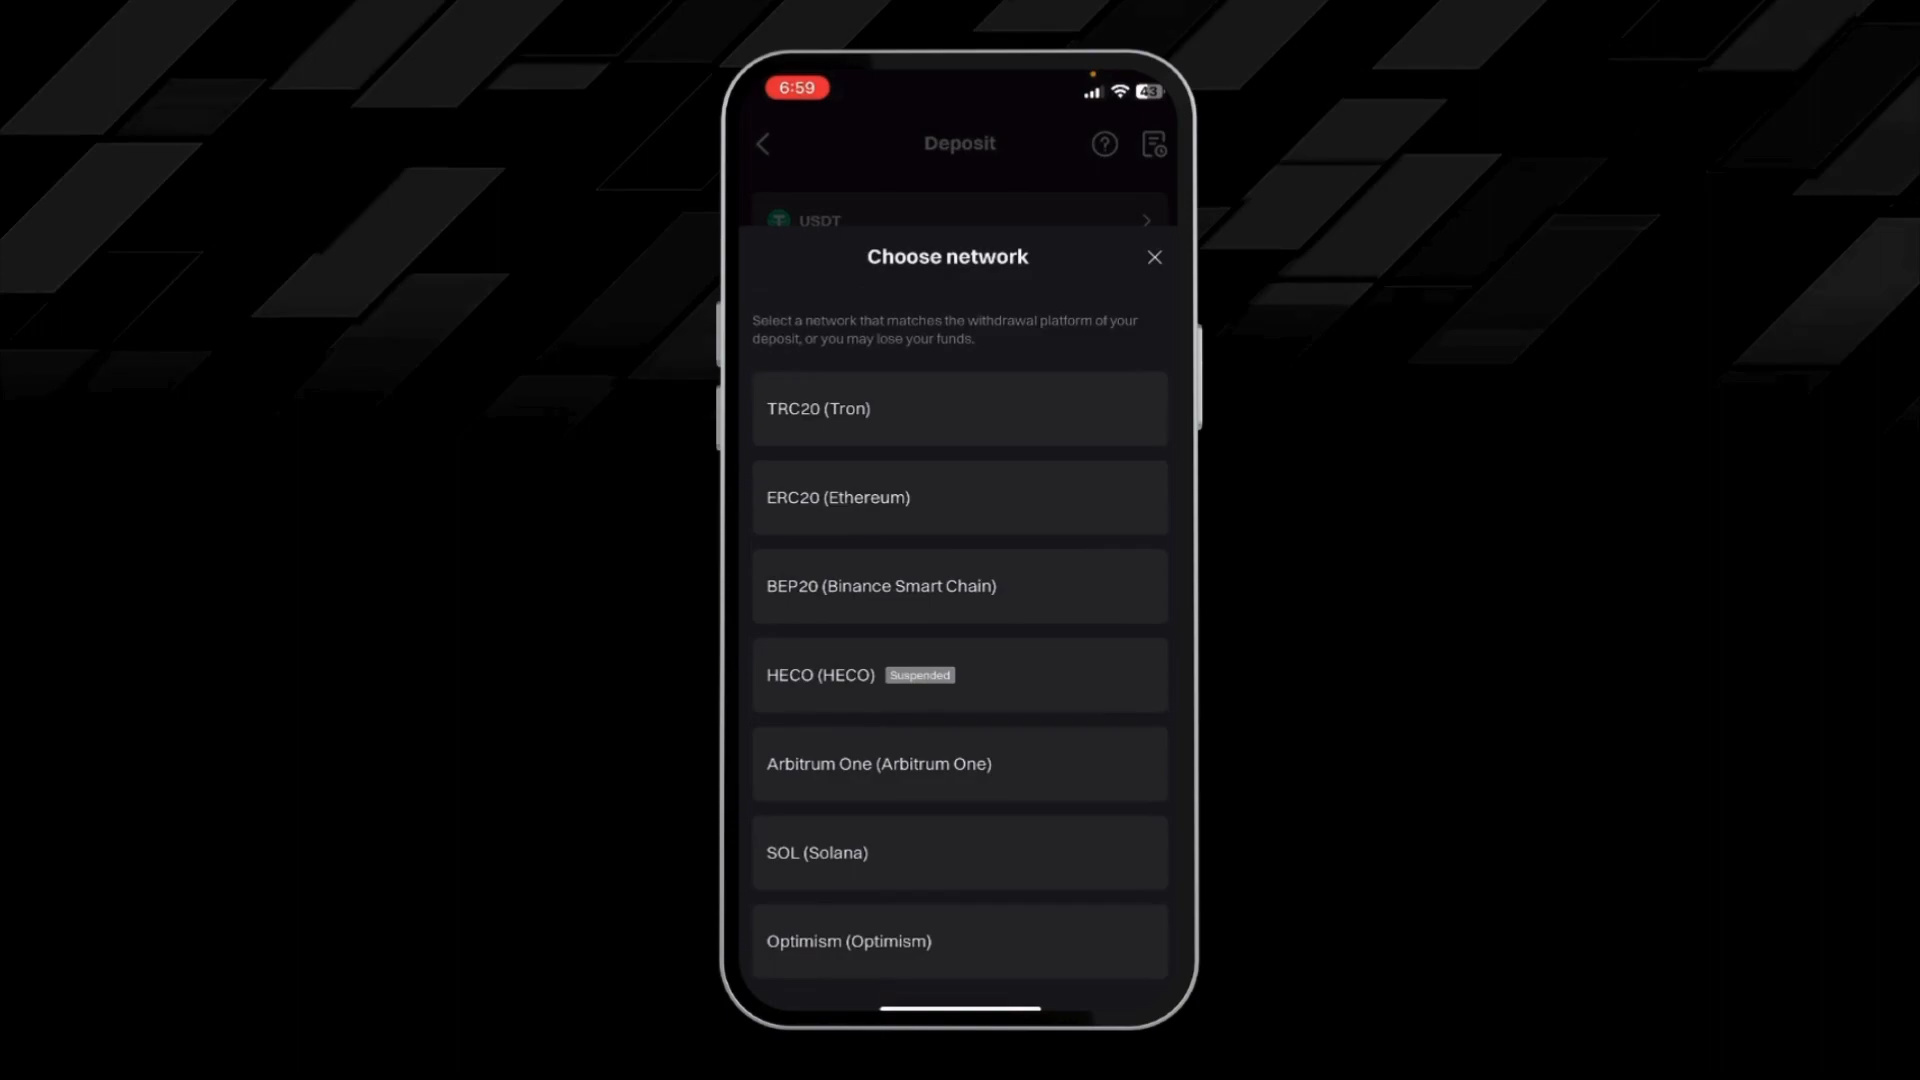 6:59
43
Deposit
USDT
Choose network
Select a network that matches the withdrawal platform of your
deposit, or you may lose your funds.
TRC20 (Tron)
ERC20 (Ethereum)
BEP20 (Binance Smart Chain)
HECO (HECO) Suspended
Arbitrum One (Arbitrum One)
SOL (Solana)
Optimism (Optimism)